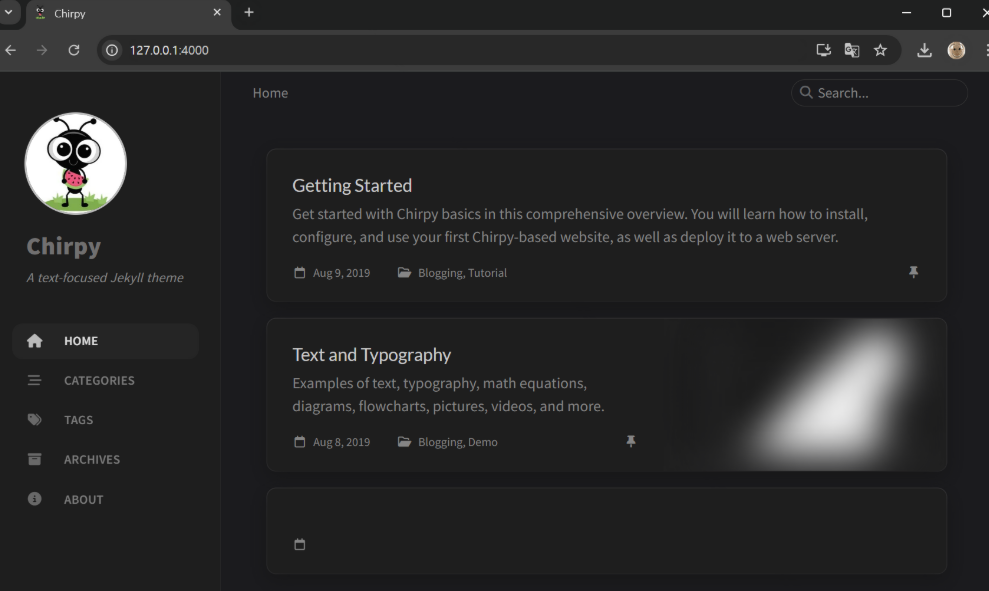 Chirpy
127.0.0.1:4000
Home
Search...
Chirpy
A text-focused Jekyll theme
HOME
CATEGORIES
TAGS
ARCHIVES
ABOUT
Getting Started
Get started with Chirpy basics in this comprehensive overview. You will learn how to install,
configure, and use your first Chirpy-based website, as well as deploy it to a web server.
Aug 9, 2019 Blogging, Tutorial
Text and Typography
Examples of text, typography, math equations,
diagrams, flowcharts, pictures, videos, and more.
Aug 8, 2019 Blogging, Demo